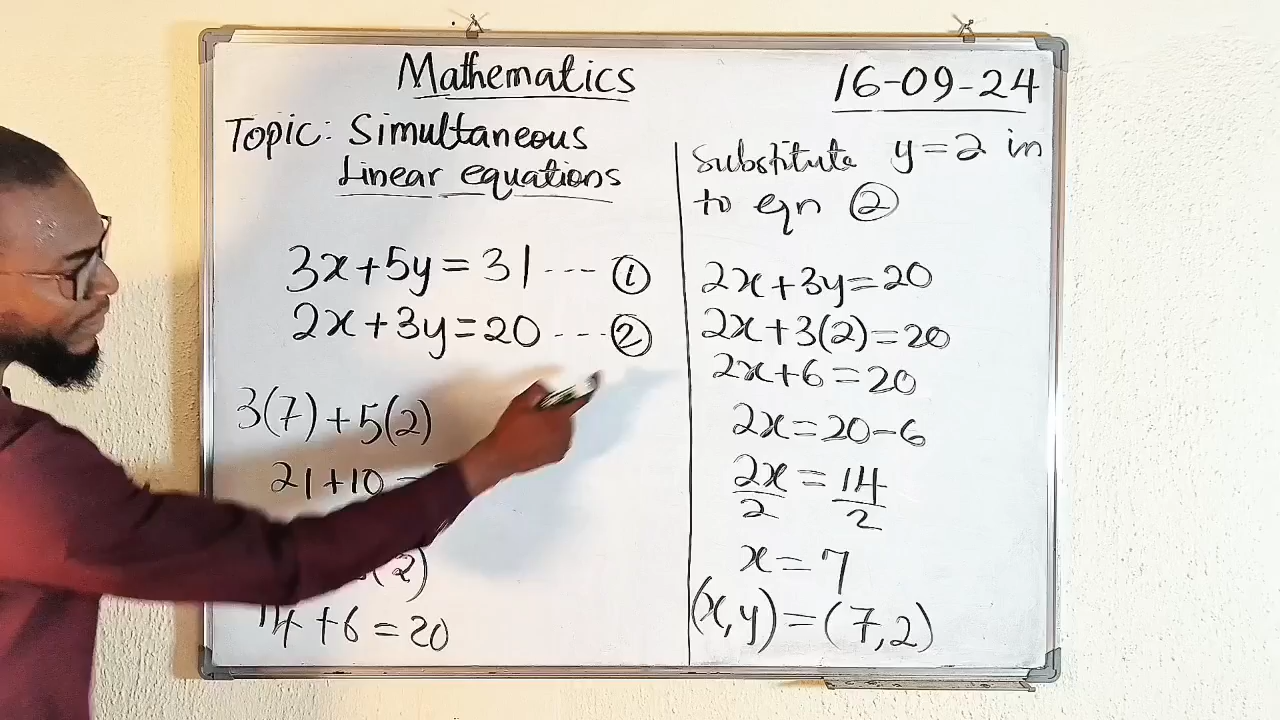 Mathematics
16-09-24
Topic: Simultaneous
Linear equations
3x+5y=31 ---- ①
2x+3y=20 --- ②
3(7)+5(2)
21+10
(2)
14+6=20
Substitute y=2 in
to eqn ②
2x+3y=20
2x+3(2)=20
2x+6=20
2x=20-6
2x/2=14/2
x=7
(x,y)=(7,2)